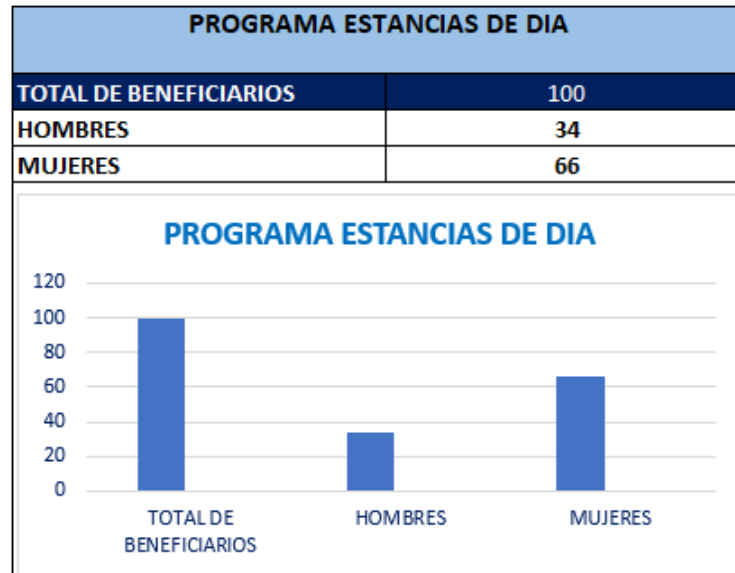 PROGRAMA ESTANCIAS DE DIA
TOTAL DE BENEFICIARIOS 100
HOMBRES 34
MUJERES 66
PROGRAMA ESTANCIAS DE DIA
120
100
80
60
40
20
0
TOTAL DE
BENEFICIARIOS
HOMBRES
MUJERES